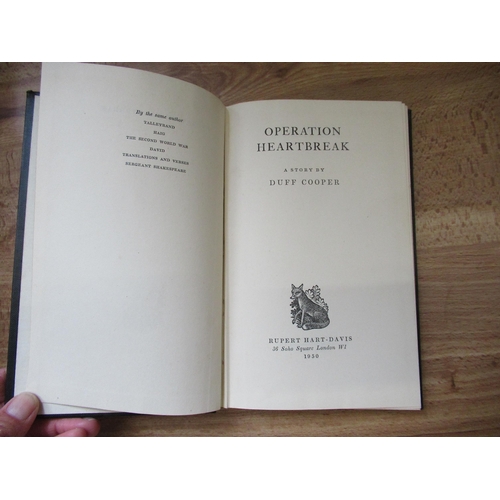 By the same author
TALLEYRAND
HAIG
THE SECOND WORLD WAR
DAVID
TRANSLATIONS AND VERSES
SERGEANT SHAKESPEARE
OPERATION
HEARTBREAK
A STORY BY
DUFF COOPER
RUPERT HART-DAVIS
36 Soho Square London W1
1950